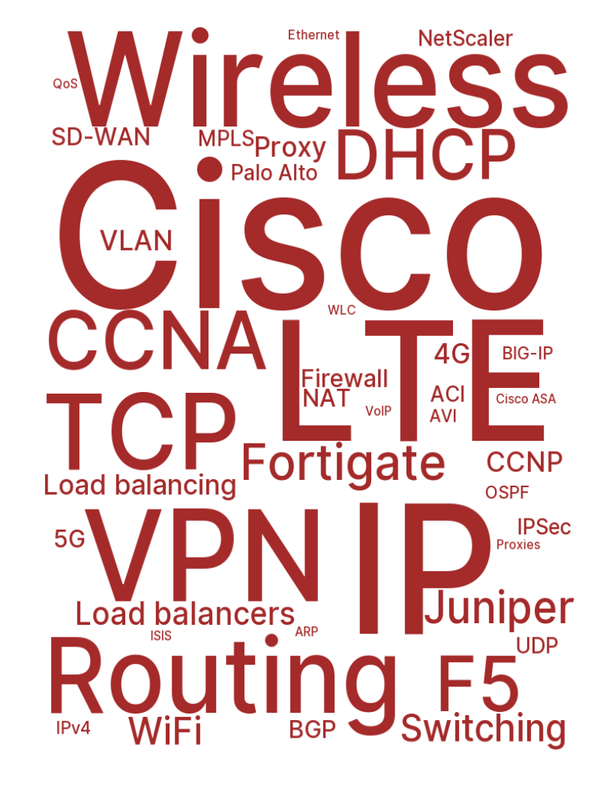 Ethernet
NetScaler
Wireless
QoS
SD-WAN
MPLS
Proxy
DHCP
Palo Alto
Cisco
VLAN
WLC
CCNA
LTE
4G
BIG-IP
Firewall
NAT
VoIP
ACI
AVI
Cisco ASA
TCP
Fortigate
CCNP
Load balancing
OSPF
5G
VPN
IP
IPSec
Proxies
Load balancers
Juniper
ISIS
ARP
UDP
Routing
F5
IPv4
WiFi
BGP
Switching